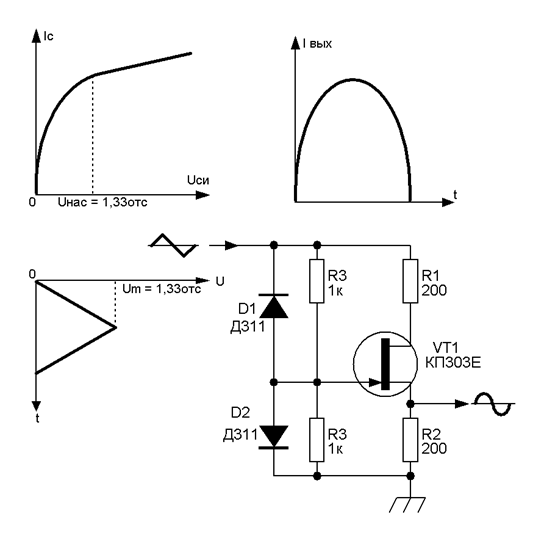 Iс
Uси
0
Uнас = 1,33отс
I вых
t
0
U
Um = 1,33отс
t
D1
Д311
R3
1к
R1
200
VT1
КП303Е
D2
Д311
R3
1к
R2
200